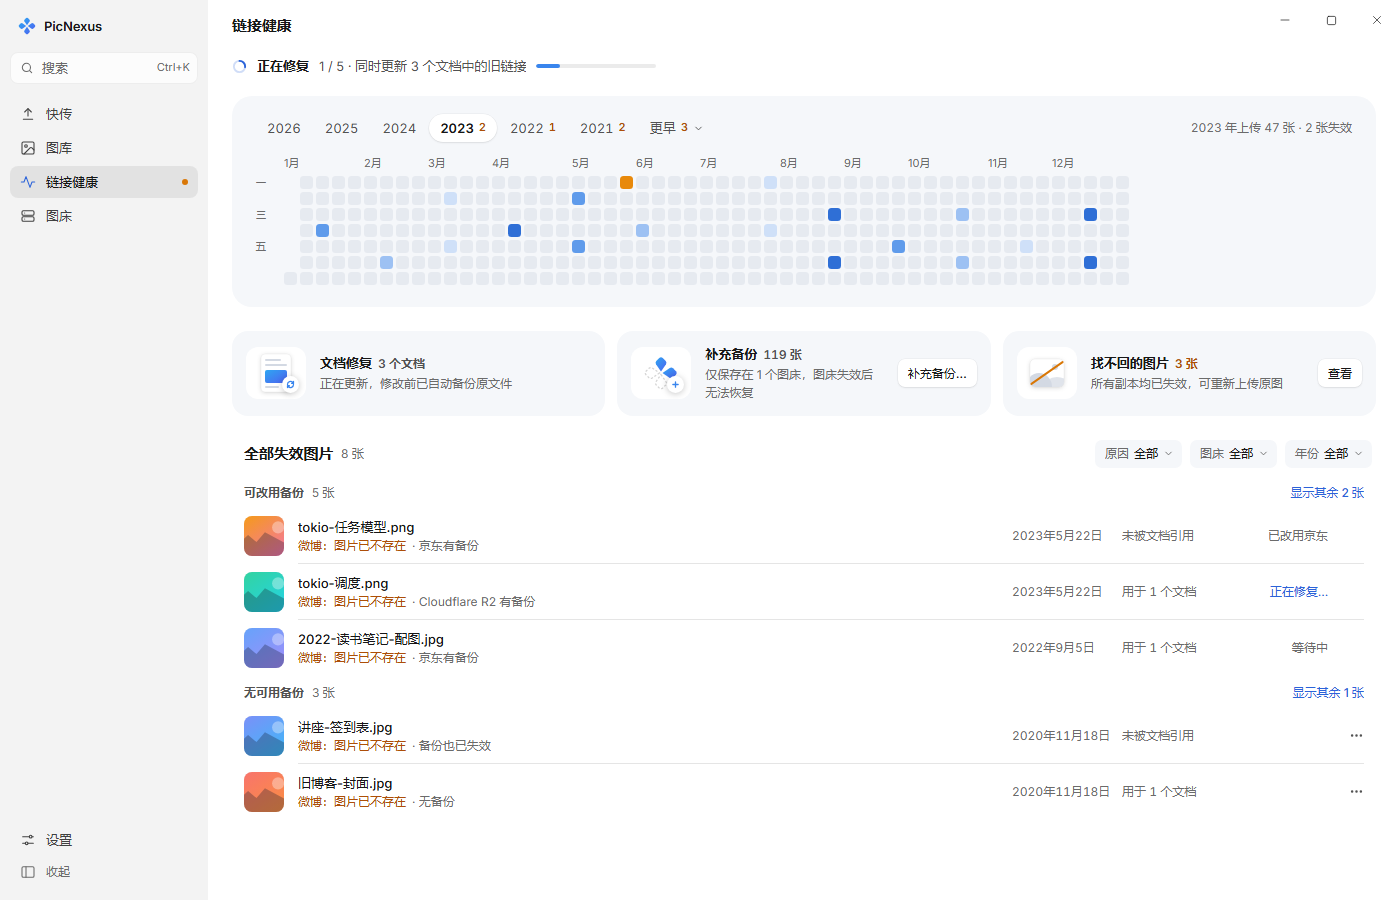 PicNexus
搜索 Ctrl+K
快传
图库
链接健康
图床
设置
收起
链接健康
正在修复 1 / 5 · 同时更新 3 个文档中的旧链接
2026 2025 2024 2023 2 2022 1 2021 2 更早 3
2023 年上传 47 张 · 2 张失效
1月 2月 3月 4月 5月 6月 7月 8月 9月 10月 11月 12月
一
三
五
文档修复 3 个文档
正在更新，修改前已自动备份原文件
补充备份 119 张
仅保存在 1 个图床，图床失效后
无法恢复
补充备份...
找不回的图片 3 张
所有副本均已失效，可重新上传原图
查看
全部失效图片 8 张
原因 全部 图床 全部 年份 全部
可改用备份 5 张 显示其余 2 张
tokio-任务模型.png
微博：图片已不存在 · 京东有备份
2023年5月22日 未被文档引用 已改用京东
tokio-调度.png
微博：图片已不存在 · Cloudflare R2 有备份
2023年5月22日 用于 1 个文档 正在修复...
2022-读书笔记-配图.jpg
微博：图片已不存在 · 京东有备份
2022年9月5日 用于 1 个文档 等待中
无可用备份 3 张 显示其余 1 张
讲座-签到表.jpg
微博：图片已不存在 · 备份也已失效
2020年11月18日 未被文档引用
旧博客-封面.jpg
微博：图片已不存在 · 无备份
2020年11月18日 用于 1 个文档